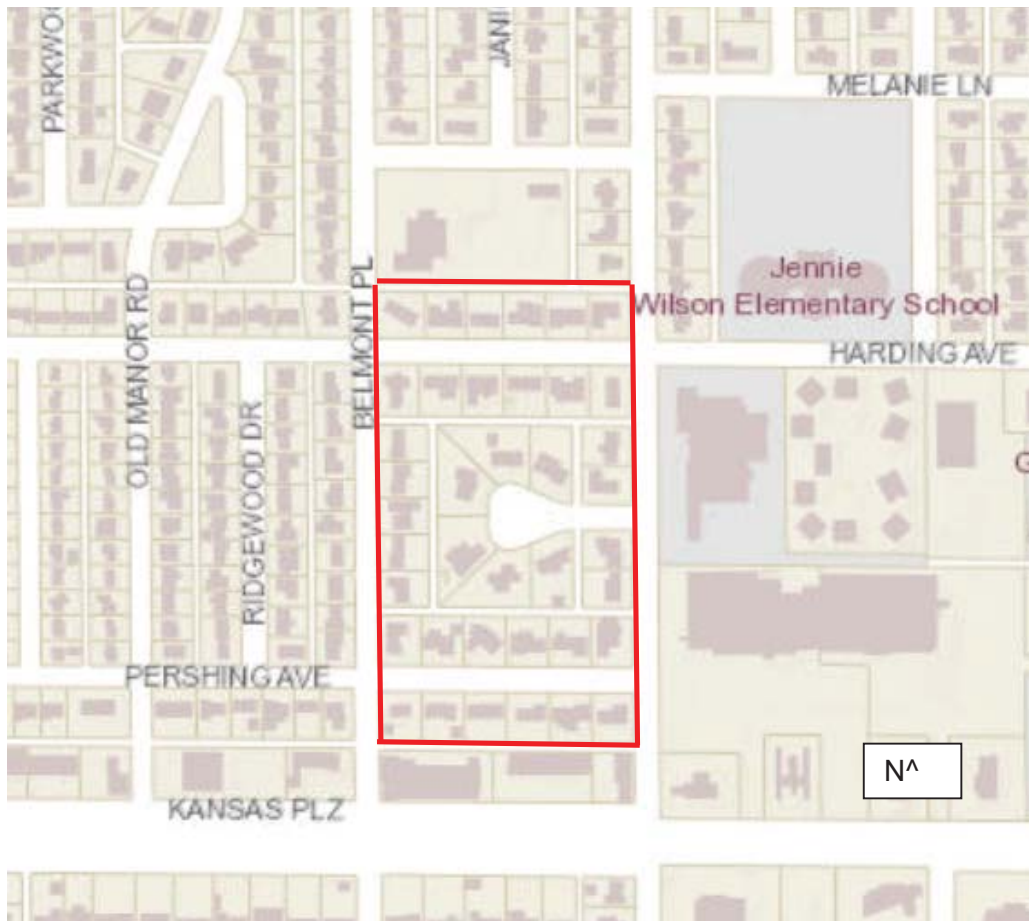 PARKWO
JANI
MELANIE LN
Jennie
Wilson Elementary School
HARDING AVE
BELMONT PL
OLD MANOR RD
RIDGEWOOD DR
G
PERSHING AVE
N^
KANSAS PLZ